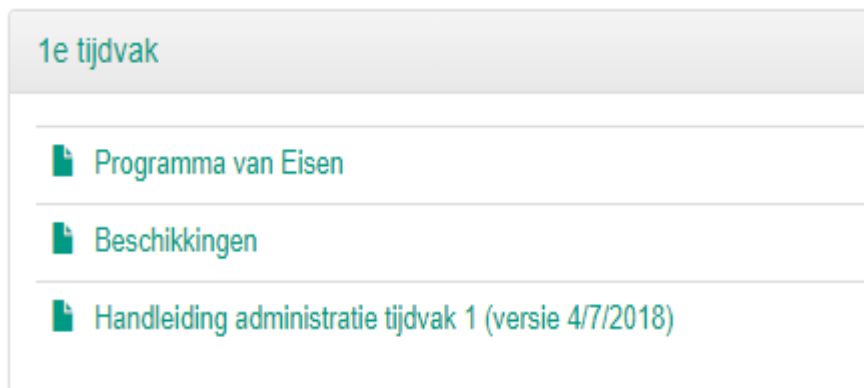 1e tijdvak
Programma van Eisen
Beschikkingen
Handleiding administratie tijdvak 1 (versie 4/7/2018)